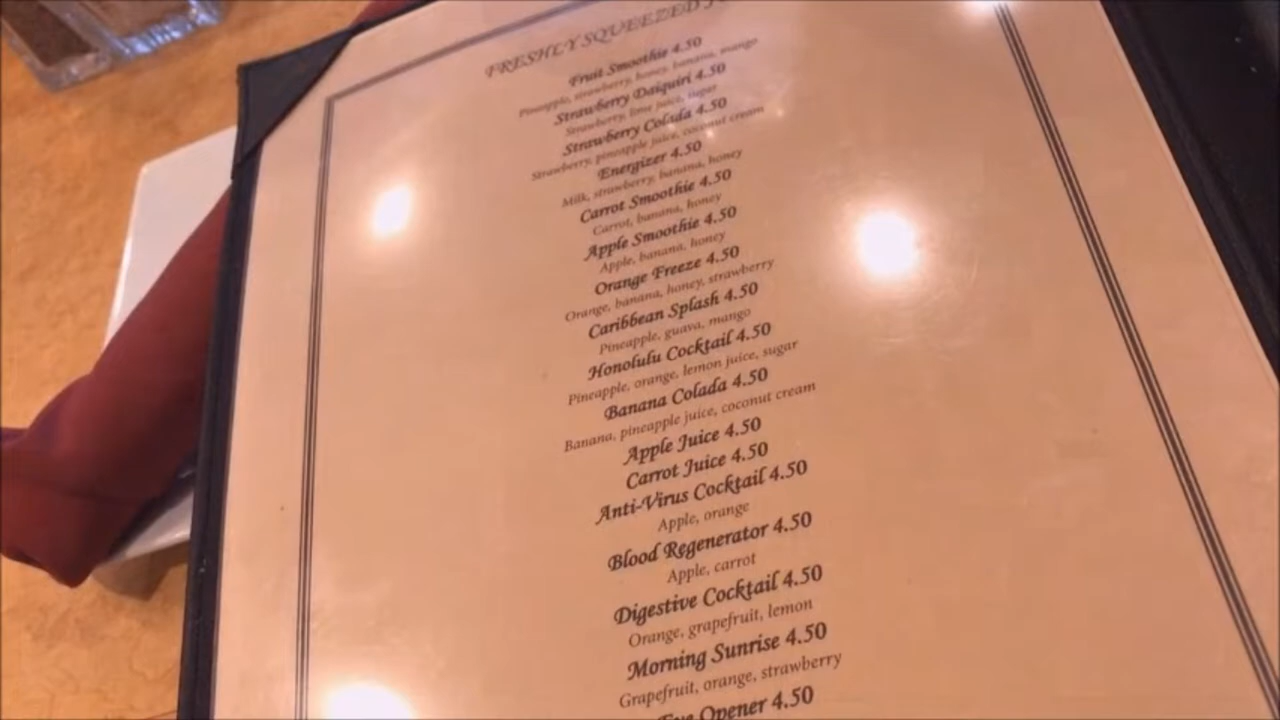 FRESHLY SQUEEZED
Fruit Smoothie 4.50
Pineapple, strawberry, honey, banana, mango
Strawberry Daiquiri 4.50
Strawberry, lime juice, sugar
Strawberry Colada 4.50
Strawberry, pineapple juice, coconut cream
Energizer 4.50
Milk, strawberry, banana, honey
Carrot Smoothie 4.50
Carrot, banana, honey
Apple Smoothie 4.50
Apple, banana, honey
Orange Freeze 4.50
Orange, banana, honey, strawberry
Caribbean Splash 4.50
Pineapple, guava, mango
Honolulu Cocktail 4.50
Pineapple, orange, lemon juice, sugar
Banana Colada 4.50
Banana, pineapple juice, coconut cream
Apple Juice 4.50
Carrot Juice 4.50
Anti-Virus Cocktail 4.50
Apple, orange
Blood Regenerator 4.50
Apple, carrot
Digestive Cocktail 4.50
Orange, grapefruit, lemon
Morning Sunrise 4.50
Grapefruit, orange, strawberry
Eye Opener 4.50